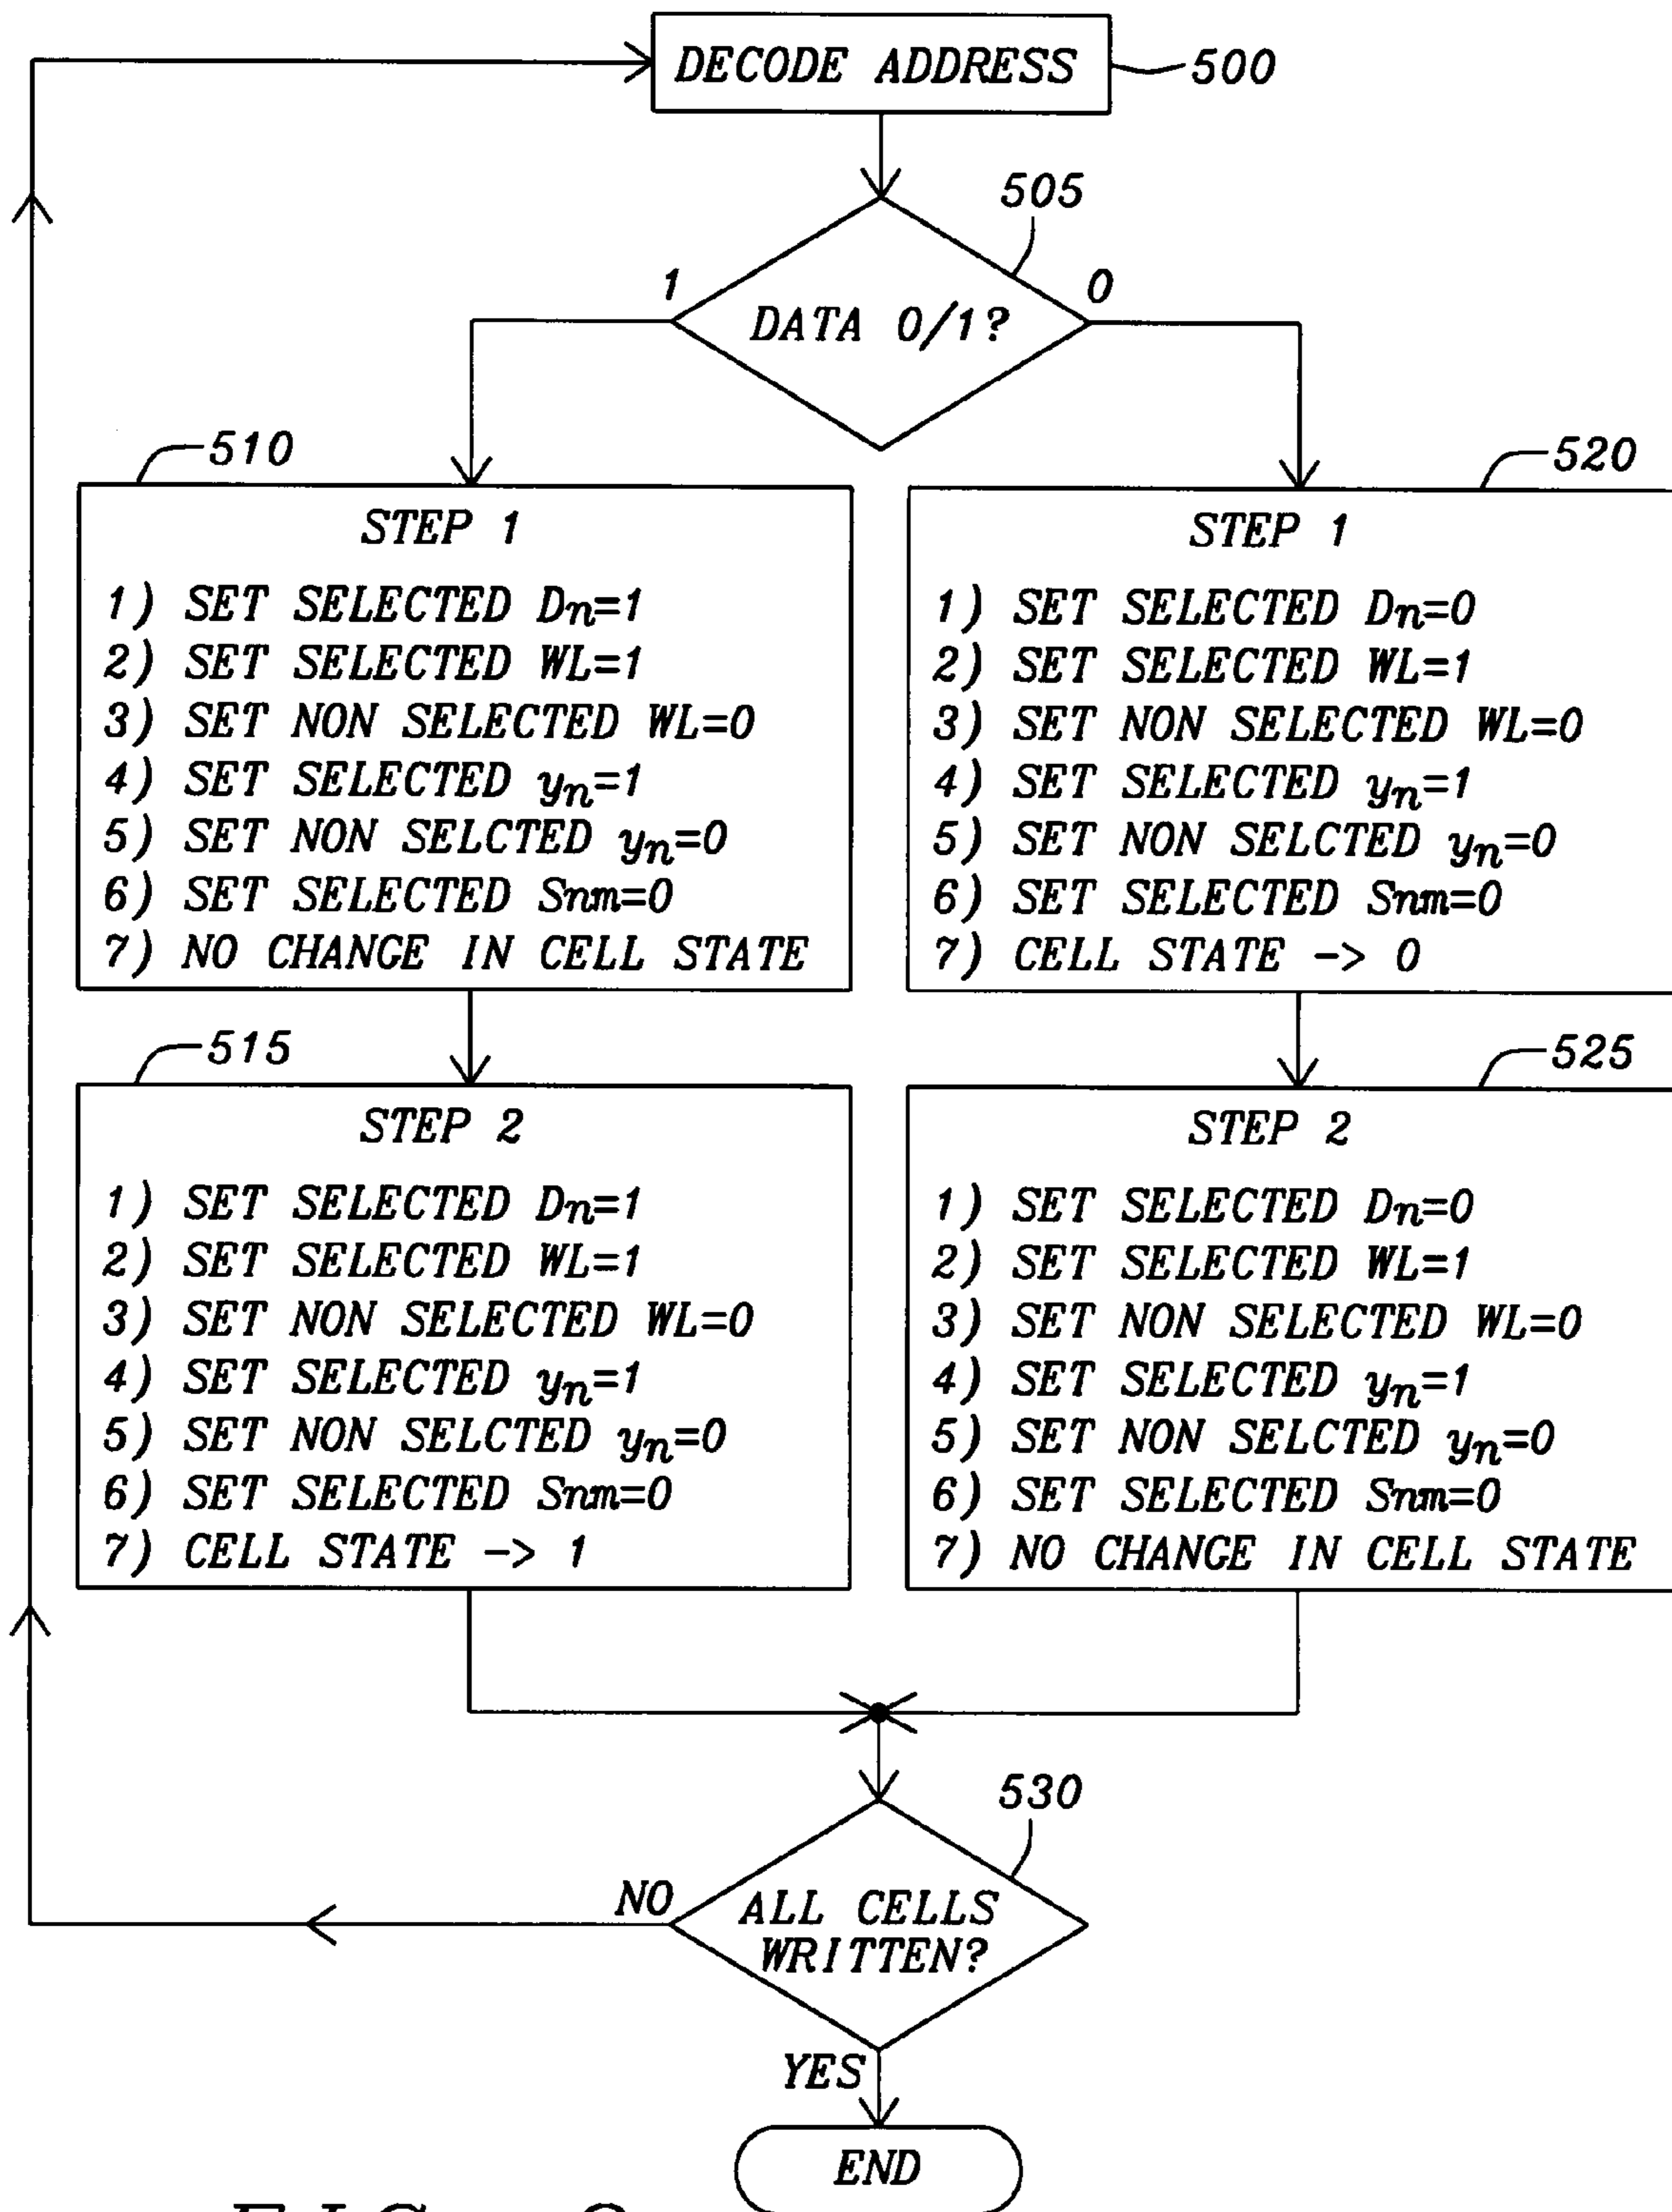 DECODE ADDRESS
500
505
1
0
DATA 0/1?
510
STEP 1
1) SET SELECTED Dn=1
2) SET SELECTED WL=1
3) SET NON SELECTED WL=0
4) SET SELECTED yn=1
5) SET NON SELCTED yn=0
6) SET SELECTED Snm=0
7) NO CHANGE IN CELL STATE
520
STEP 1
1) SET SELECTED Dn=0
2) SET SELECTED WL=1
3) SET NON SELECTED WL=0
4) SET SELECTED yn=1
5) SET NON SELCTED yn=0
6) SET SELECTED Snm=0
7) CELL STATE -> 0
515
STEP 2
1) SET SELECTED Dn=1
2) SET SELECTED WL=1
3) SET NON SELECTED WL=0
4) SET SELECTED yn=1
5) SET NON SELCTED yn=0
6) SET SELECTED Snm=0
7) CELL STATE -> 1
525
STEP 2
1) SET SELECTED Dn=0
2) SET SELECTED WL=1
3) SET NON SELECTED WL=0
4) SET SELECTED yn=1
5) SET NON SELCTED yn=0
6) SET SELECTED Snm=0
7) NO CHANGE IN CELL STATE
530
NO
ALL CELLS
WRITTEN?
YES
END